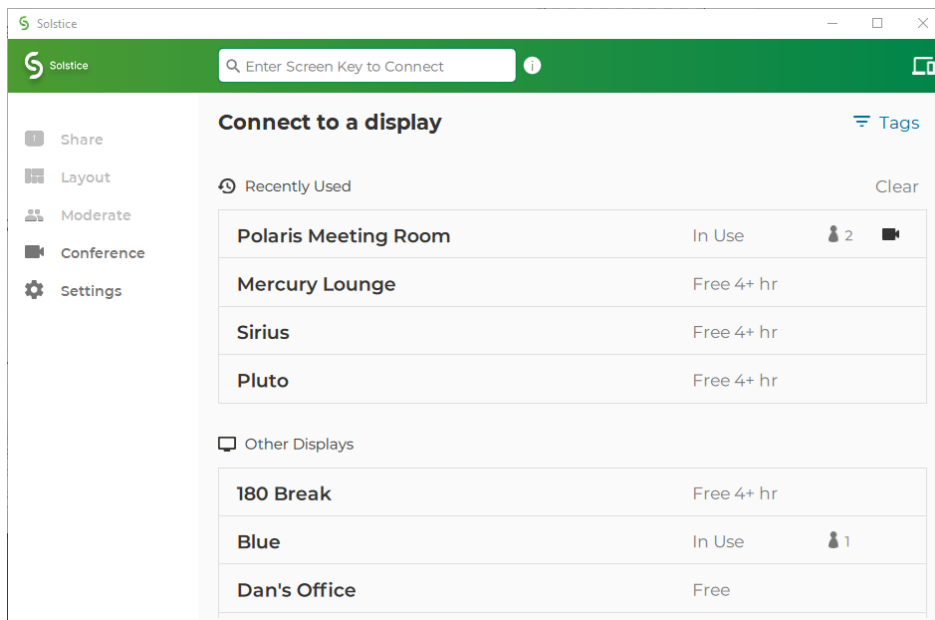 Solstice
Solstice
Enter Screen Key to Connect
i
Connect to a display
Tags
1 Share
Layout
Moderate
Conference
Settings
Recently Used
Clear
Polaris Meeting Room In Use 2
Mercury Lounge Free 4+ hr
Sirius Free 4+ hr
Pluto Free 4+ hr
Other Displays
180 Break Free 4+ hr
Blue In Use 1
Dan's Office Free